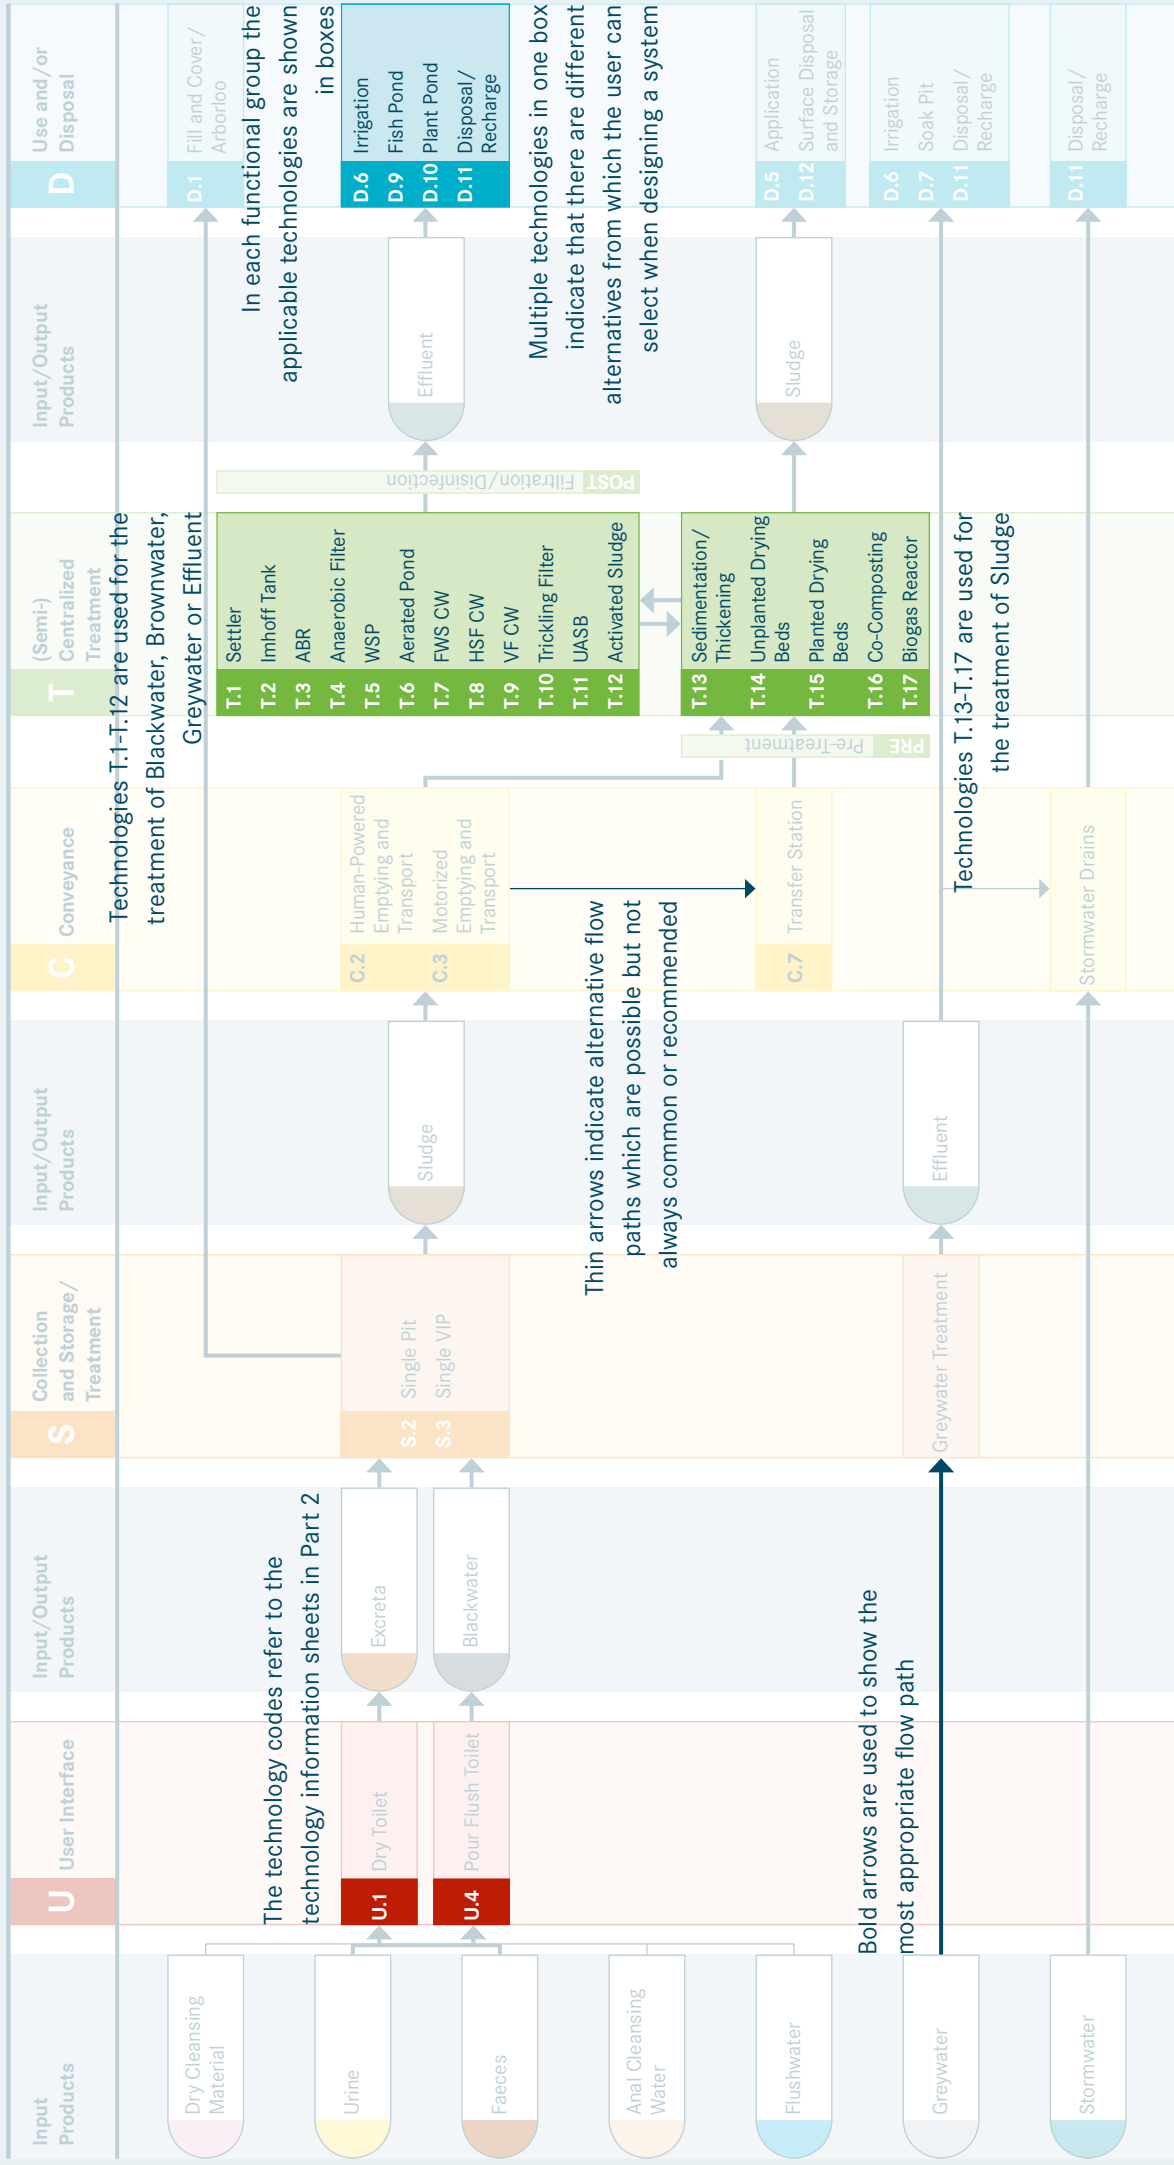 Input
Products
U
User Interface
Input/Output
Products
S
Collection
and Storage/
Treatment
Input/Output
Products
C
Conveyance
T
(Semi-)
Centralized
Treatment
Input/Output
Products
D
Use and/or
Disposal
Dry Cleansing
Material
Urine
Faeces
Anal Cleansing
Water
Flushwater
Greywater
Stormwater
The technology codes refer to the
technology information sheets in Part 2
U.1
Dry Toilet
U.4
Pour Flush Toilet
Bold arrows are used to show the
most appropriate flow path
Excreta
Blackwater
S.2
Single Pit
S.3
Single VIP
Greywater Treatment
Sludge
Effluent
Thin arrows indicate alternative flow
paths which are possible but not
always common or recommended
C.2
Human-Powered
Emptying and
Transport
C.3
Motorized
Emptying and
Transport
C.7
Transfer Station
Stormwater Drains
Technologies T.1-T.12 are used for the
treatment of Blackwater, Brownwater,
Greywater or Effluent
PRE
Pre-Treatment
T.1 Settler
T.2 Imhoff Tank
T.3 ABR
T.4 Anaerobic Filter
T.5 WSP
T.6 Aerated Pond
T.7 FWS CW
T.8 HSF CW
T.9 VF CW
T.10 Trickling Filter
T.11 UASB
T.12 Activated Sludge
T.13 Sedimentation/
Thickening
T.14 Unplanted Drying
Beds
T.15 Planted Drying
Beds
T.16 Co-Composting
T.17 Biogas Reactor
Technologies T.13-T.17 are used for
the treatment of Sludge
POST
Filtration/Disinfection
Effluent
Sludge
In each functional group the
applicable technologies are shown
in boxes
Multiple technologies in one box
indicate that there are different
alternatives from which the user can
select when designing a system
D.1
Fill and Cover/
Arborloo
D.6 Irrigation
D.9 Fish Pond
D.10 Plant Pond
D.11 Disposal/
Recharge
D.5 Application
D.12 Surface Disposal
and Storage
D.6 Irrigation
D.7 Soak Pit
D.11 Disposal/
Recharge
D.11 Disposal/
Recharge